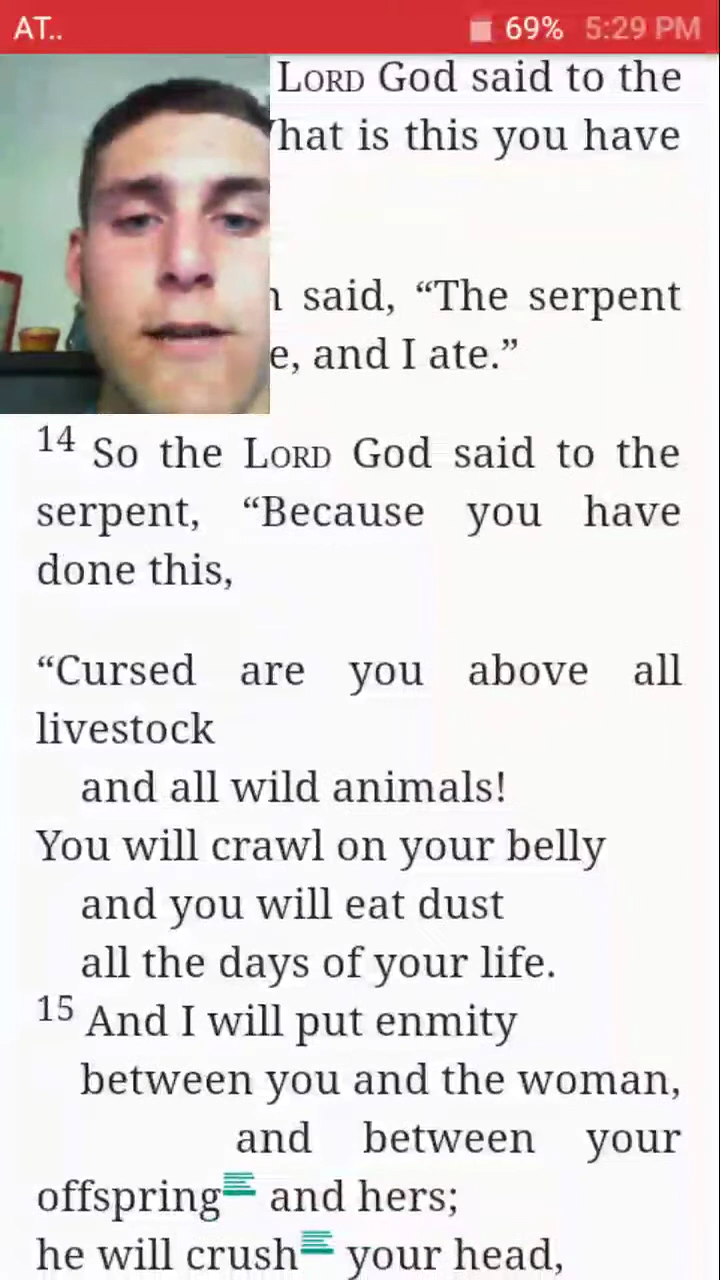 AT.. 69% 5:29 PM
LORD God said to the
hat is this you have
said, “The serpent
e, and I ate.”
14 So the LORD God said to the
serpent, “Because you have
done this,
“Cursed are you above all
livestock
and all wild animals!
You will crawl on your belly
and you will eat dust
all the days of your life.
15 And I will put enmity
between you and the woman,
and between your
offspring and hers;
he will crush your head,